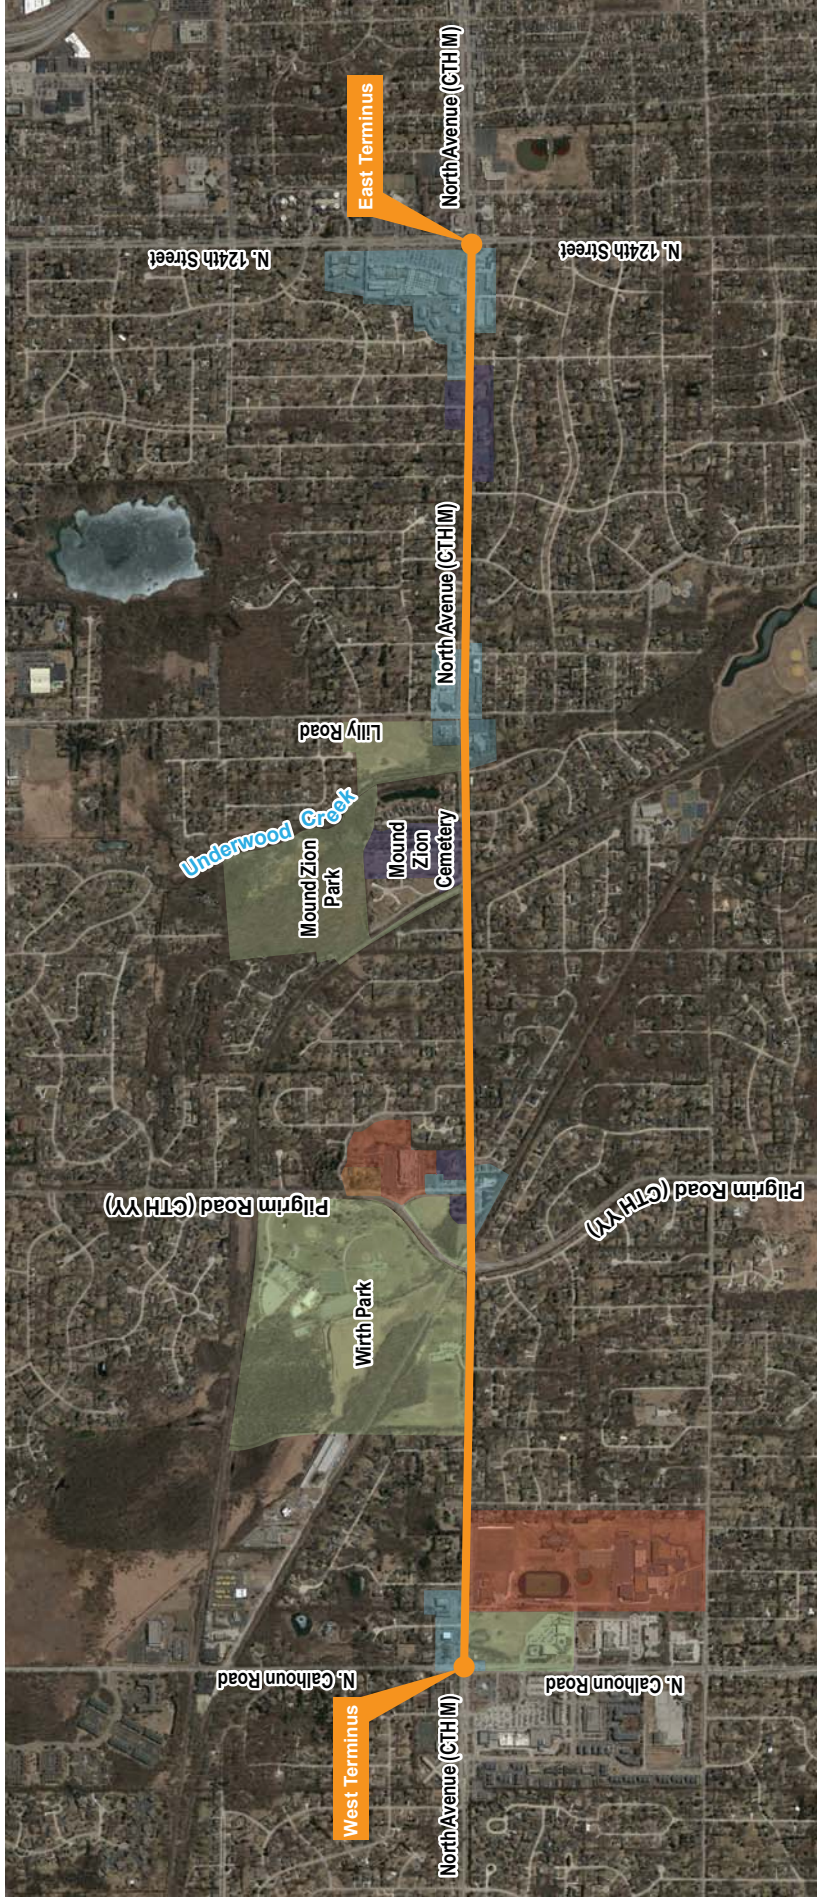 West Terminus
North Avenue (CTH M)
N. Calhoun Road
N. Calhoun Road
Wirth Park
Pilgrim Road (CTH YY)
Pilgrim Road (CTH YY)
Mound Zion
Park
Underwood Creek
Mound
Zion
Cemetery
Lilly Road
North Avenue (CTH M)
N. 124th Street
N. 124th Street
East Terminus
North Avenue (CTH M)